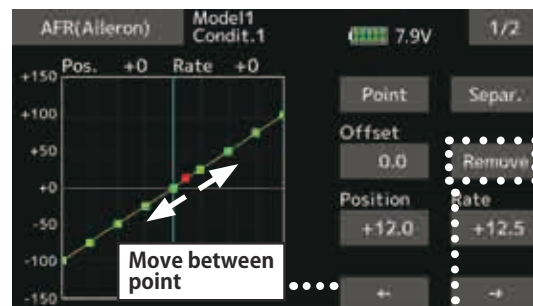 AFR(Aileron) Model1 Condit.1 7.9V 1/2
Pos. +0 Rate +0
+150
+100
+50
+0
-50
-100
-150
Point Separ.
Offset
0.0 Remove
Position Rate
+12.0 +12.5
← →
Move between
point